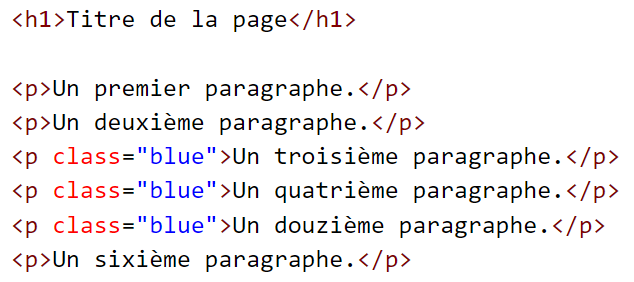 <h1>Titre de la page</h1>
<p>Un premier paragraphe.</p>
<p>Un deuxième paragraphe.</p>
<p class="blue">Un troisième paragraphe.</p>
<p class="blue">Un quatrième paragraphe.</p>
<p class="blue">Un douzième paragraphe.</p>
<p>Un sixième paragraphe.</p>